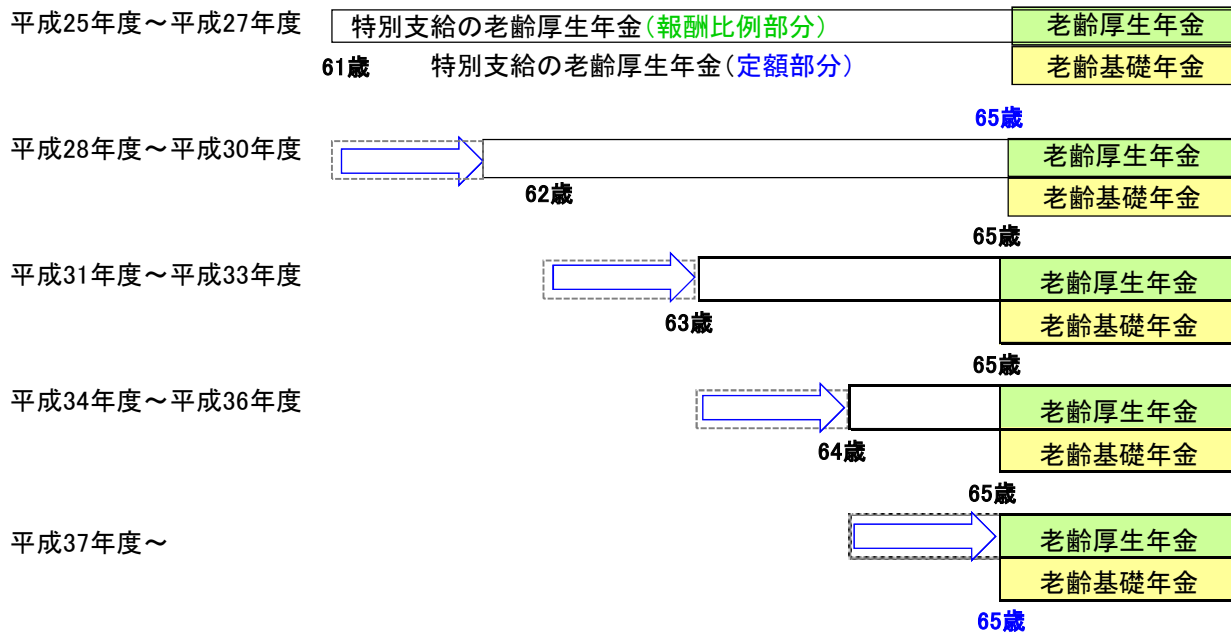 平成25年度～平成27年度 特別支給の老齢厚生年金(報酬比例部分) 老齢厚生年金
61歳 特別支給の老齢厚生年金(定額部分) 老齢基礎年金
65歳
平成28年度～平成30年度 老齢厚生年金
62歳 老齢基礎年金
65歳
平成31年度～平成33年度 老齢厚生年金
63歳 老齢基礎年金
65歳
平成34年度～平成36年度 老齢厚生年金
64歳 老齢基礎年金
65歳
平成37年度～ 老齢厚生年金
老齢基礎年金
65歳